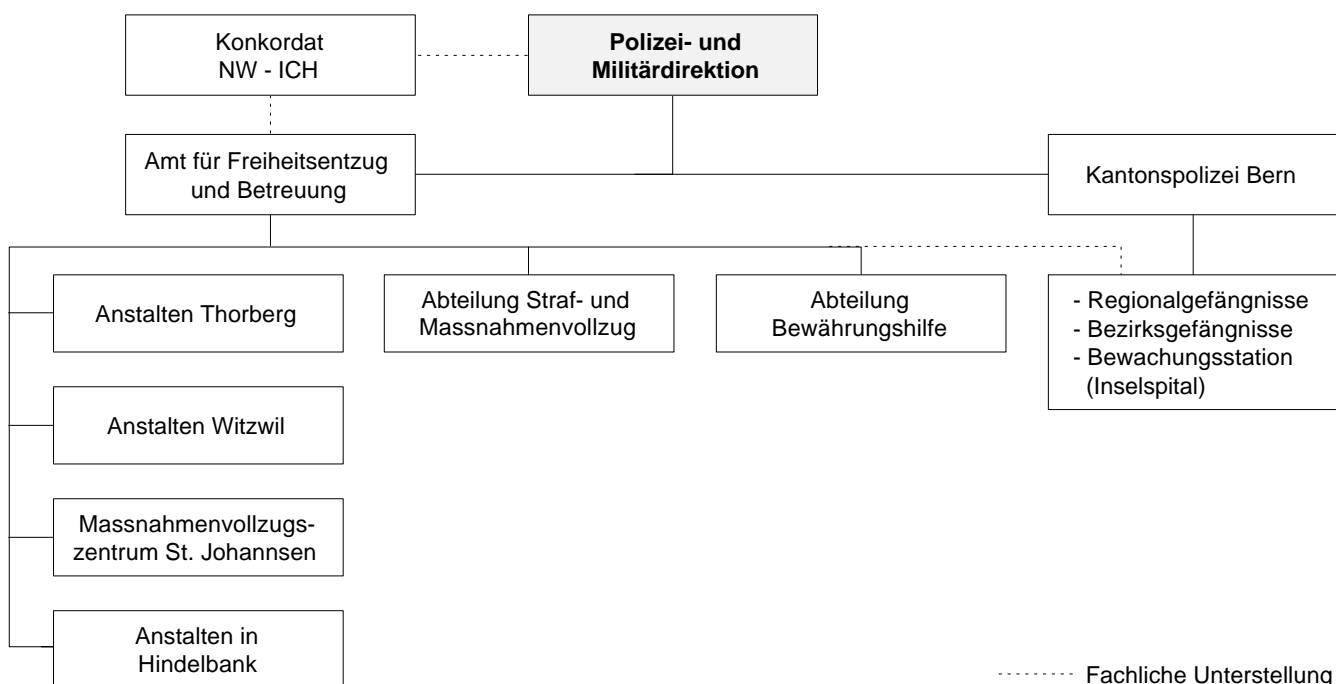 Konkordat
NW - ICH
Polizei- und
Militärdirektion
Amt für Freiheitsentzug
und Betreuung
Kantonspolizei Bern
Anstalten Thorberg
Abteilung Straf- und
Massnahmenvollzug
Abteilung
Bewährungshilfe
- Regionalgefängnisse
- Bezirksgefängnisse
- Bewachungsstation
(Inselspital)
Anstalten Witzwil
Massnahmenvollzugs-
zentrum St. Johannsen
Anstalten in
Hindelbank
Fachliche Unterstellung